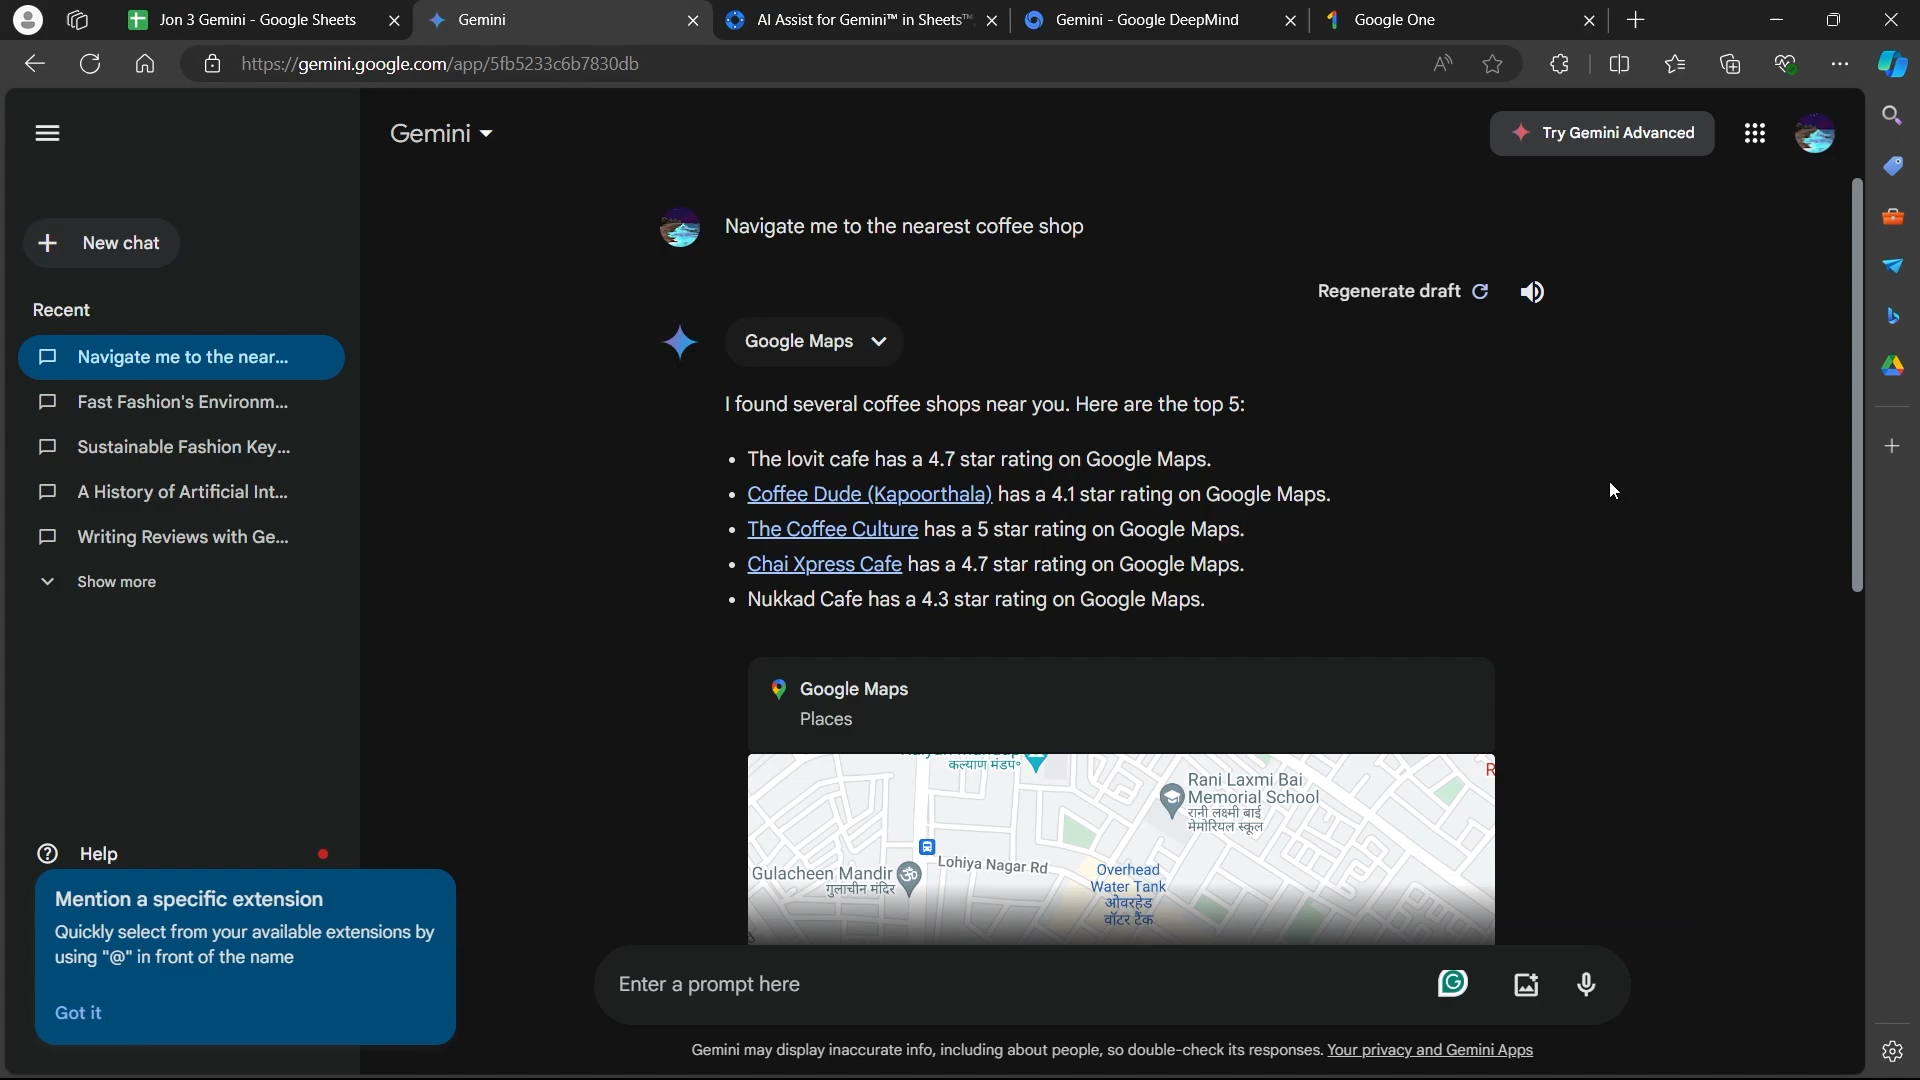 Jon 3 Gemini - Google Sheets
Gemini
AI Assist for Gemini™ in Sheets™
Gemini - Google DeepMind
Google One
https://gemini.google.com/app/5fb5233c6b7830db
Gemini
Try Gemini Advanced
New chat
Recent
Navigate me to the near...
Fast Fashion's Environm...
Sustainable Fashion Key...
A History of Artificial Int...
Writing Reviews with Ge...
Show more
Help
Mention a specific extension
Quickly select from your available extensions by
using "@" in front of the name
Got it
Navigate me to the nearest coffee shop
Regenerate draft
Google Maps
I found several coffee shops near you. Here are the top 5:
• The lovit cafe has a 4.7 star rating on Google Maps.
• Coffee Dude (Kapoorthala) has a 4.1 star rating on Google Maps.
• The Coffee Culture has a 5 star rating on Google Maps.
• Chai Xpress Cafe has a 4.7 star rating on Google Maps.
• Nukkad Cafe has a 4.3 star rating on Google Maps.
Google Maps
Places
कल्याण मंडप
R
Rani Laxmi Bai
Memorial School
रानी लक्ष्मी बाई
मेमोरियल स्कूल
Lohiya Nagar Rd
Gulacheen Mandir
गुलाचीन मंदिर
Overhead
Water Tank
ओवरहेड
वॉटर टैंक
Enter a prompt here
Gemini may display inaccurate info, including about people, so double-check its responses. Your privacy and Gemini Apps